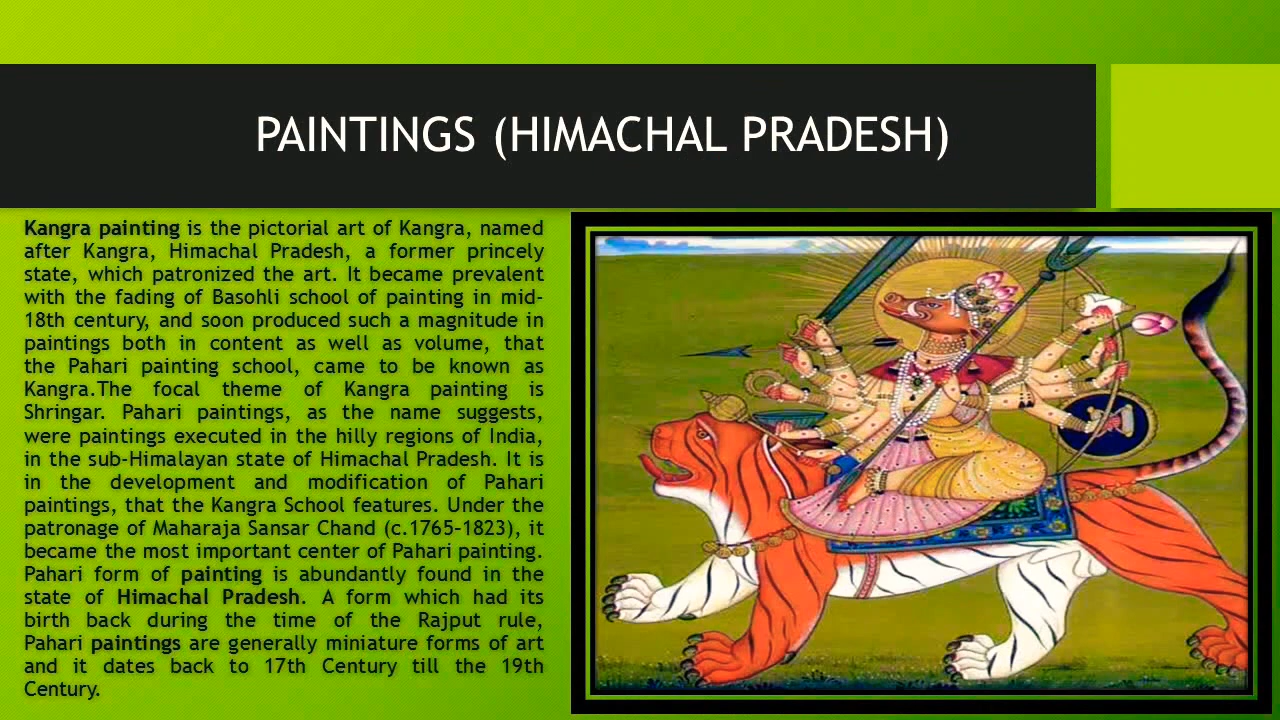 PAINTINGS (HIMACHAL PRADESH)
Kangra painting is the pictorial art of Kangra, named
after Kangra, Himachal Pradesh, a former princely
state, which patronized the art. It became prevalent
with the fading of Basohli school of painting in mid-
18th century, and soon produced such a magnitude in
paintings both in content as well as volume, that
the Pahari painting school, came to be known as
Kangra.The focal theme of Kangra painting is
Shringar. Pahari paintings, as the name suggests,
were paintings executed in the hilly regions of India,
in the sub-Himalayan state of Himachal Pradesh. It is
in the development and modification of Pahari
paintings, that the Kangra School features. Under the
patronage of Maharaja Sansar Chand (c.1765-1823), it
became the most important center of Pahari painting.
Pahari form of painting is abundantly found in the
state of Himachal Pradesh. A form which had its
birth back during the time of the Rajput rule,
Pahari paintings are generally miniature forms of art
and it dates back to 17th Century till the 19th
Century.